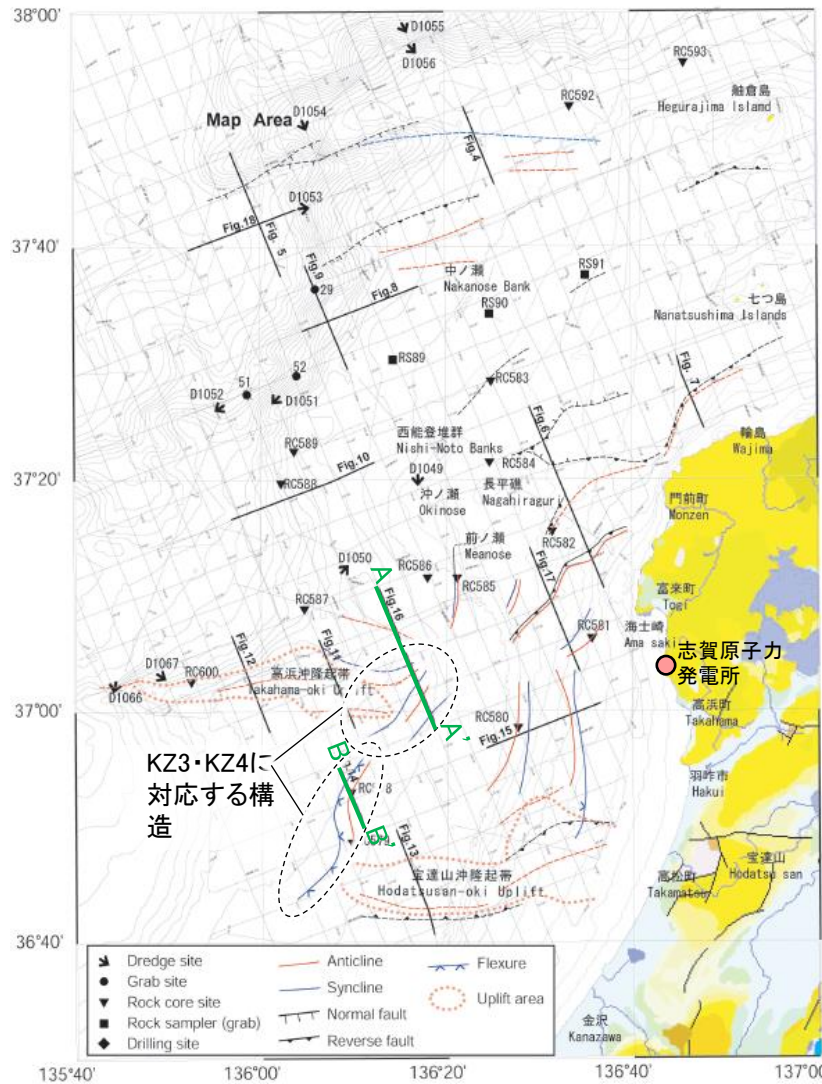 38°00'
D1055
D1056
RC593
舳倉島
Hegurajima Island
RC592
D1054
Map Area
Fig.4
D1053
Fig.18
Fig. 5
37°40'
Fig.9
29
中ノ瀬
Nakanose Bank
RS91
RS90
七つ島
Nanatsushima Islands
Fig.8
RS89
Fig. 7
52
51
RC583
D1052
D1051
Fig.6
西能登堆群
Nishi-Noto Banks
輪島
Wajima
RC589
RC584
Fig.10
D1049
37°20'
RC588
沖ノ瀬
Okinose
長平礁
Nagahiraguri
門前町
Monzen
前ノ瀬
Meanose
RC582
D1050
RC586
RC585
Fig.17
A
Fig.16
富来町
Togi
RC587
海士崎
Ama saki
RC581
志賀原子力
発電所
Fig.12
Fig.11
D1067
RC600
高浜沖隆起帯
Takahama-oki Uplift
D1066
37°00'
高浜町
Takahama
RC580
A'
Fig.15
KZ3・KZ4に
対応する構
造
B
羽咋市
Hakui
B'
Fig.13
宝達山
Hodatsu san
宝達山沖隆起帯
Hodatsusan-oki Uplift
高松町
Takamatsu
36°40'
Dredge site
Grab site
Rock core site
Rock sampler (grab)
Drilling site
Anticline
Syncline
Normal fault
Reverse fault
Flexure
Uplift area
金沢
Kanazawa
135°40'
136°00'
136°20'
136°40'
137°00'